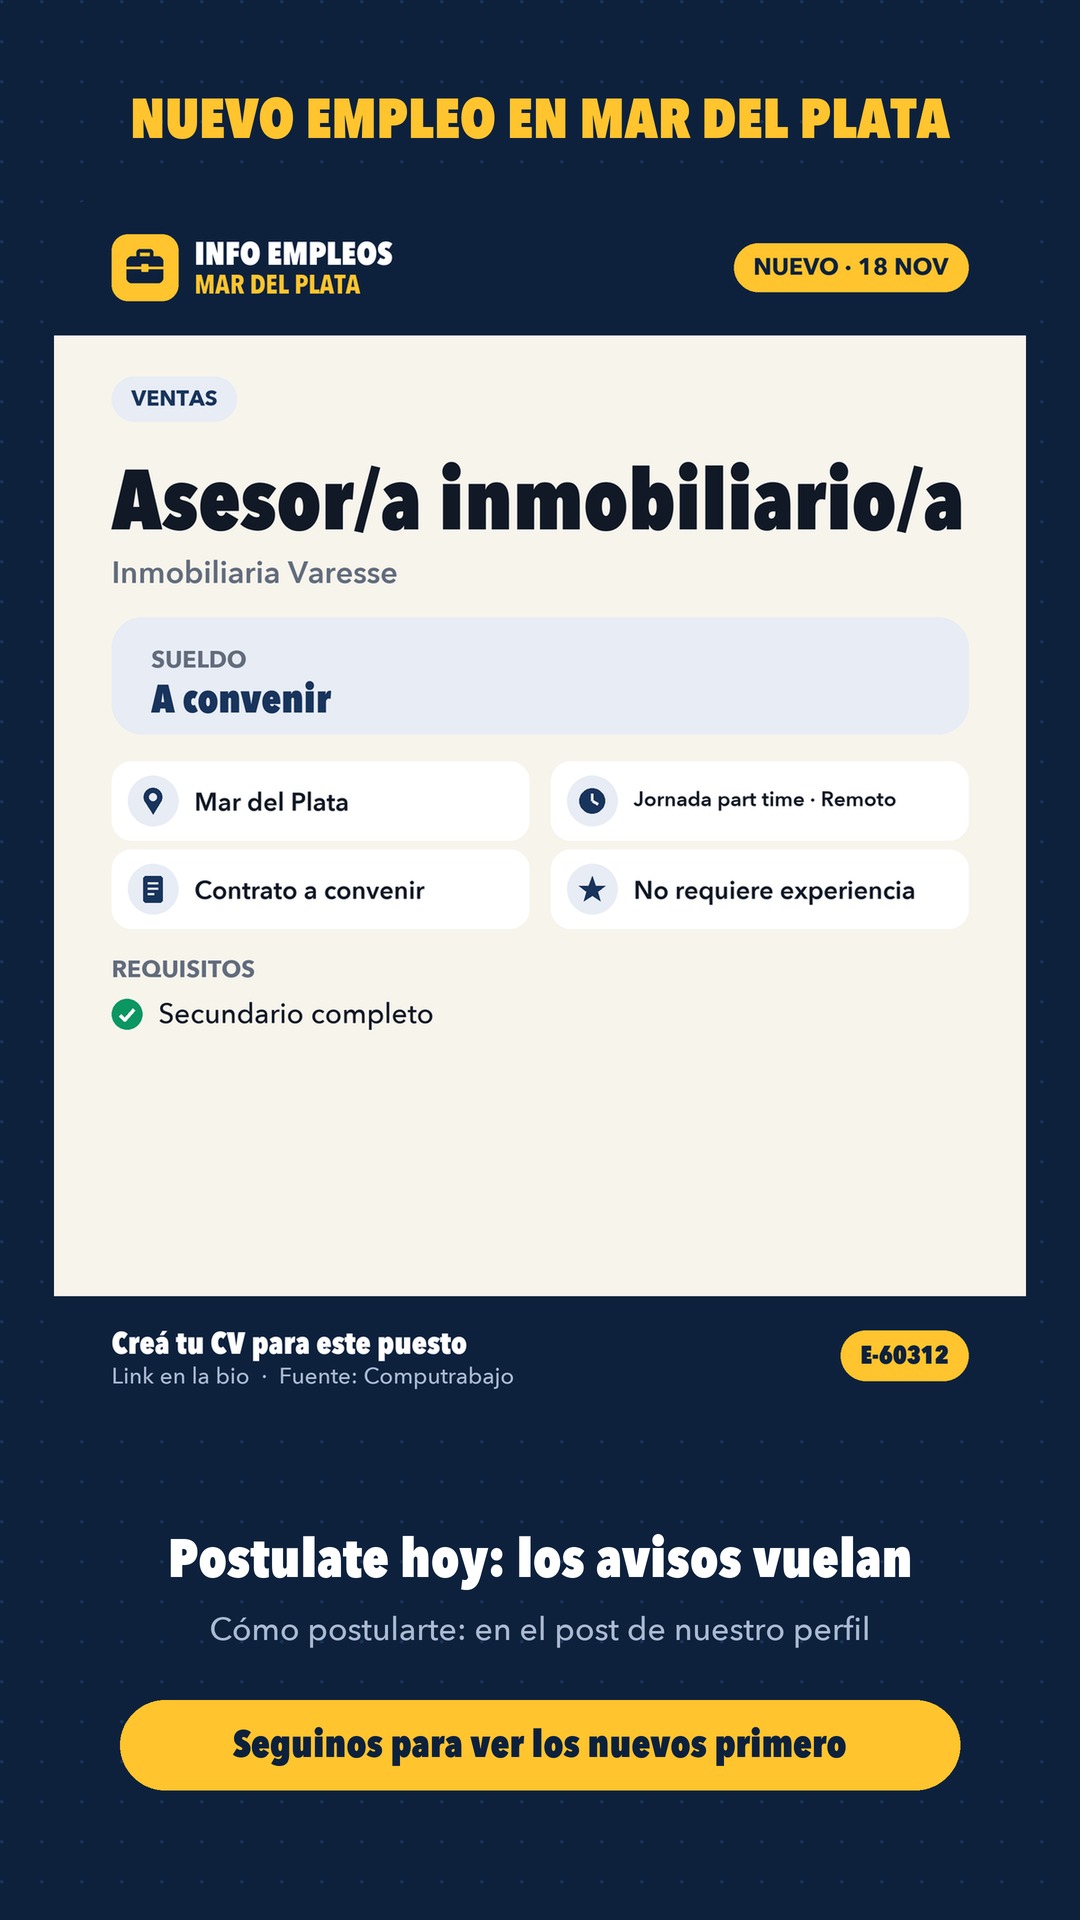 NUEVO EMPLEO EN MAR DEL PLATA
INFO EMPLEOS
MAR DEL PLATA
NUEVO · 18 NOV
VENTAS
Asesor/a inmobiliario/a
Inmobiliaria Varesse
SUELDO
A convenir
Mar del Plata
Jornada part time · Remoto
Contrato a convenir
No requiere experiencia
REQUISITOS
Secundario completo
Creá tu CV para este puesto
Link en la bio · Fuente: Computrabajo
E-60312
Postulate hoy: los avisos vuelan
Cómo postularte: en el post de nuestro perfil
Seguinos para ver los nuevos primero